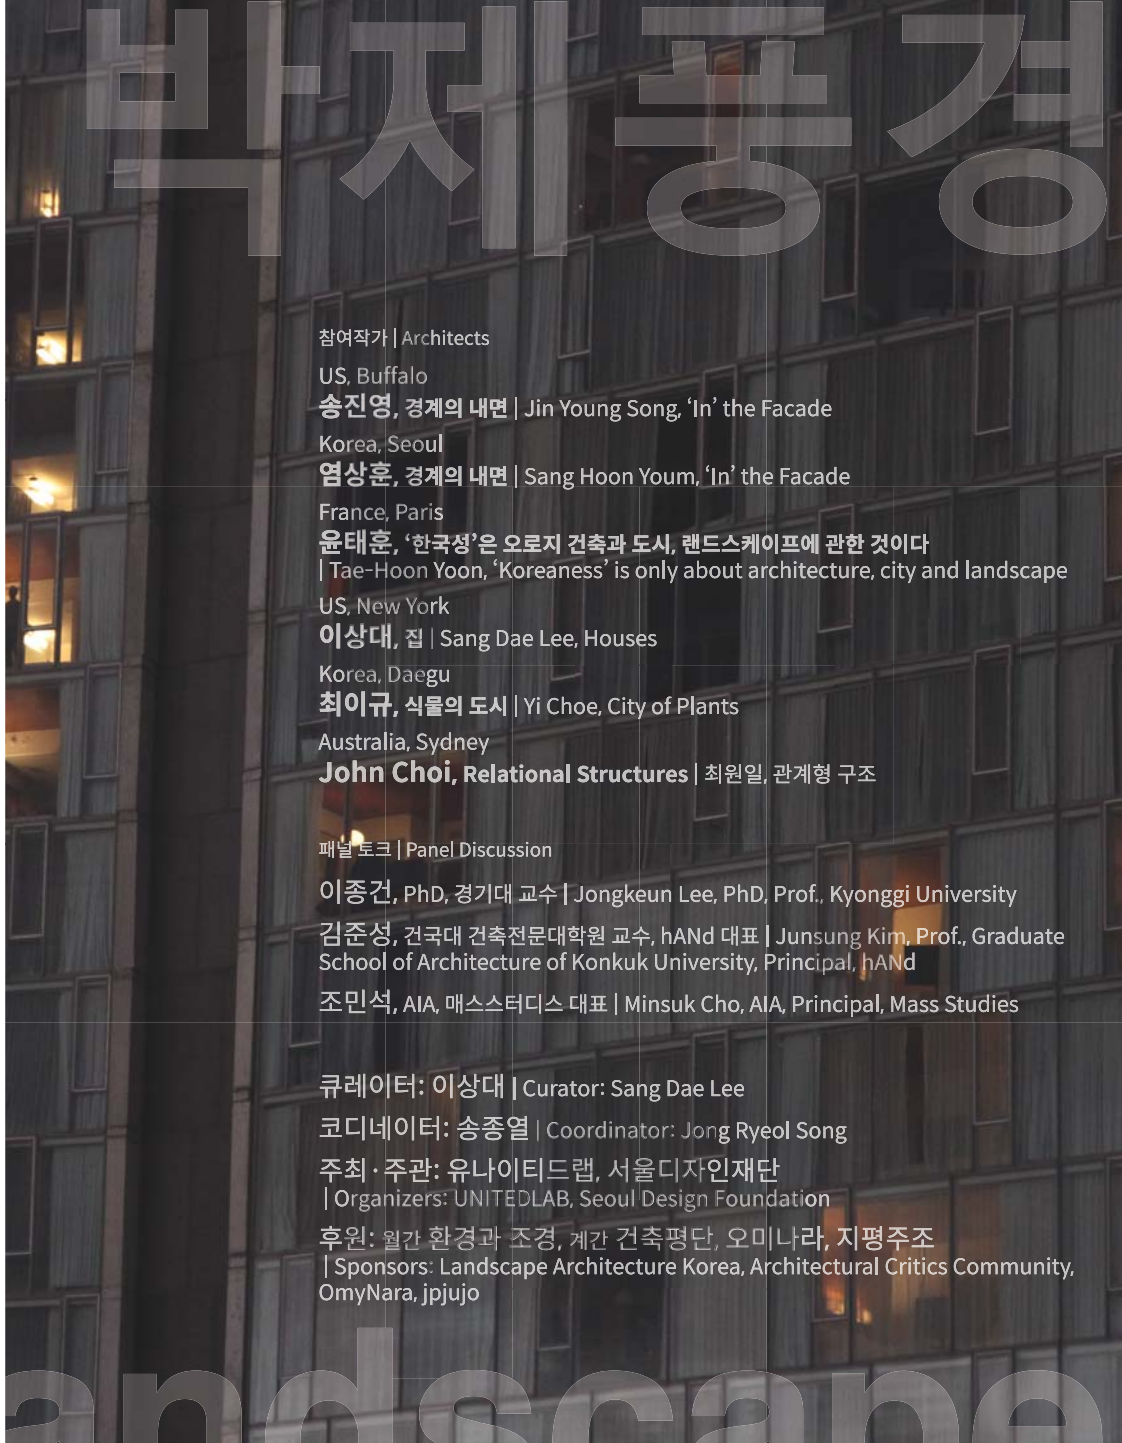 박제풍경
참여작가 | Architects
US, Buffalo
송진영, 경계의 내면 | Jin Young Song, ‘In’ the Facade
Korea, Seoul
염상훈, 경계의 내면 | Sang Hoon Youm, ‘In’ the Facade
France, Paris
윤태훈, ‘한국성’은 오로지 건축과 도시, 랜드스케이프에 관한 것이다
| Tae-Hoon Yoon, ‘Koreaness’ is only about architecture, city and landscape
US, New York
이상대, 집 | Sang Dae Lee, Houses
Korea, Daegu
최이규, 식물의 도시 | Yi Choe, City of Plants
Australia, Sydney
John Choi, Relational Structures | 최원일, 관계형 구조
패널 토크 | Panel Discussion
이종건, PhD, 경기대 교수 | Jongkeun Lee, PhD, Prof., Kyonggi University
김준성, 건국대 건축전문대학원 교수, hANd 대표 | Junsung Kim, Prof., Graduate
School of Architecture of Konkuk University, Principal, hANd
조민석, AIA, 매스스터디스 대표 | Minsuk Cho, AIA, Principal, Mass Studies
큐레이터: 이상대 | Curator: Sang Dae Lee
코디네이터: 송종열 | Coordinator: Jong Ryeol Song
주최·주관: 유나이티드랩, 서울디자인재단
| Organizers: UNITEDLAB, Seoul Design Foundation
후원: 월간 환경과 조경, 계간 건축평단, 오미나라, 지평주조
| Sponsors: Landscape Architecture Korea, Architectural Critics Community,
OmyNara, jpjujo
andscape